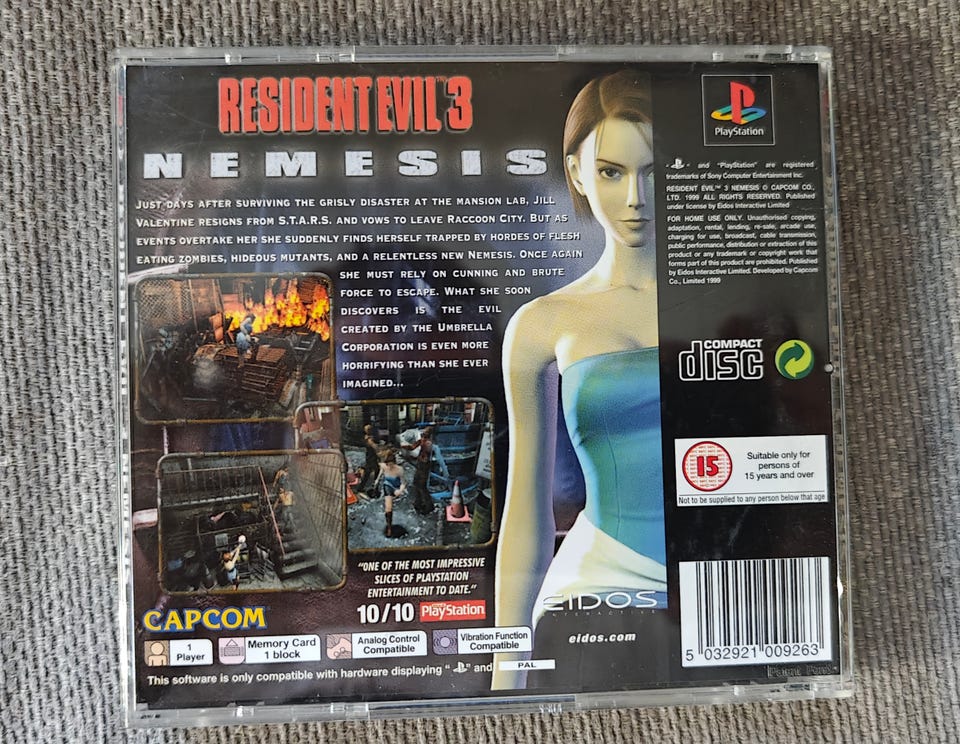 RESIDENT EVIL™ 3
NEMESIS
JUST DAYS AFTER SURVIVING THE GRISLY DISASTER AT THE MANSION LAB, JILL
VALENTINE RESIGNS FROM S.T.A.R.S. AND VOWS TO LEAVE RACCOON CITY. BUT AS
EVENTS OVERTAKE HER SHE SUDDENLY FINDS HERSELF TRAPPED BY HORDES OF FLESH
EATING ZOMBIES, HIDEOUS MUTANTS, AND A RELENTLESS NEW NEMESIS. ONCE AGAIN
SHE MUST RELY ON CUNNING AND BRUTE
FORCE TO ESCAPE. WHAT SHE SOON
DISCOVERS IS THE EVIL
CREATED BY THE UMBRELLA
CORPORATION IS EVEN MORE
HORRIFYING THAN SHE EVER
IMAGINED...
"ONE OF THE MOST IMPRESSIVE
SLICES OF PLAYSTATION
ENTERTAINMENT TO DATE."
10/10 PlayStation
CAPCOM
1 Player
Memory Card 1 block
Analog Control Compatible
Vibration Function Compatible
This software is only compatible with hardware displaying " " and PAL
EIDOS
INTERACTIVE
eidos.com
PlayStation
" " and "PlayStation" are registered
trademarks of Sony Computer Entertainment Inc.
RESIDENT EVIL™ 3 NEMESIS © CAPCOM CO.,
LTD. 1999 ALL RIGHTS RESERVED. Published
under license by Eidos Interactive Limited
FOR HOME USE ONLY. Unauthorised copying,
adaptation, rental, lending, re-sale, arcade use,
charging for use, broadcast, cable transmission,
public performance, distribution or extraction of this
product or any trademark or copyright work that
forms part of this product are prohibited. Published
by Eidos Interactive Limited. Developed by Capcom
Co., Limited 1999
COMPACT
disc
15
Suitable only for
persons of
15 years and over
Not to be supplied to any person below that age
5 032921 009263